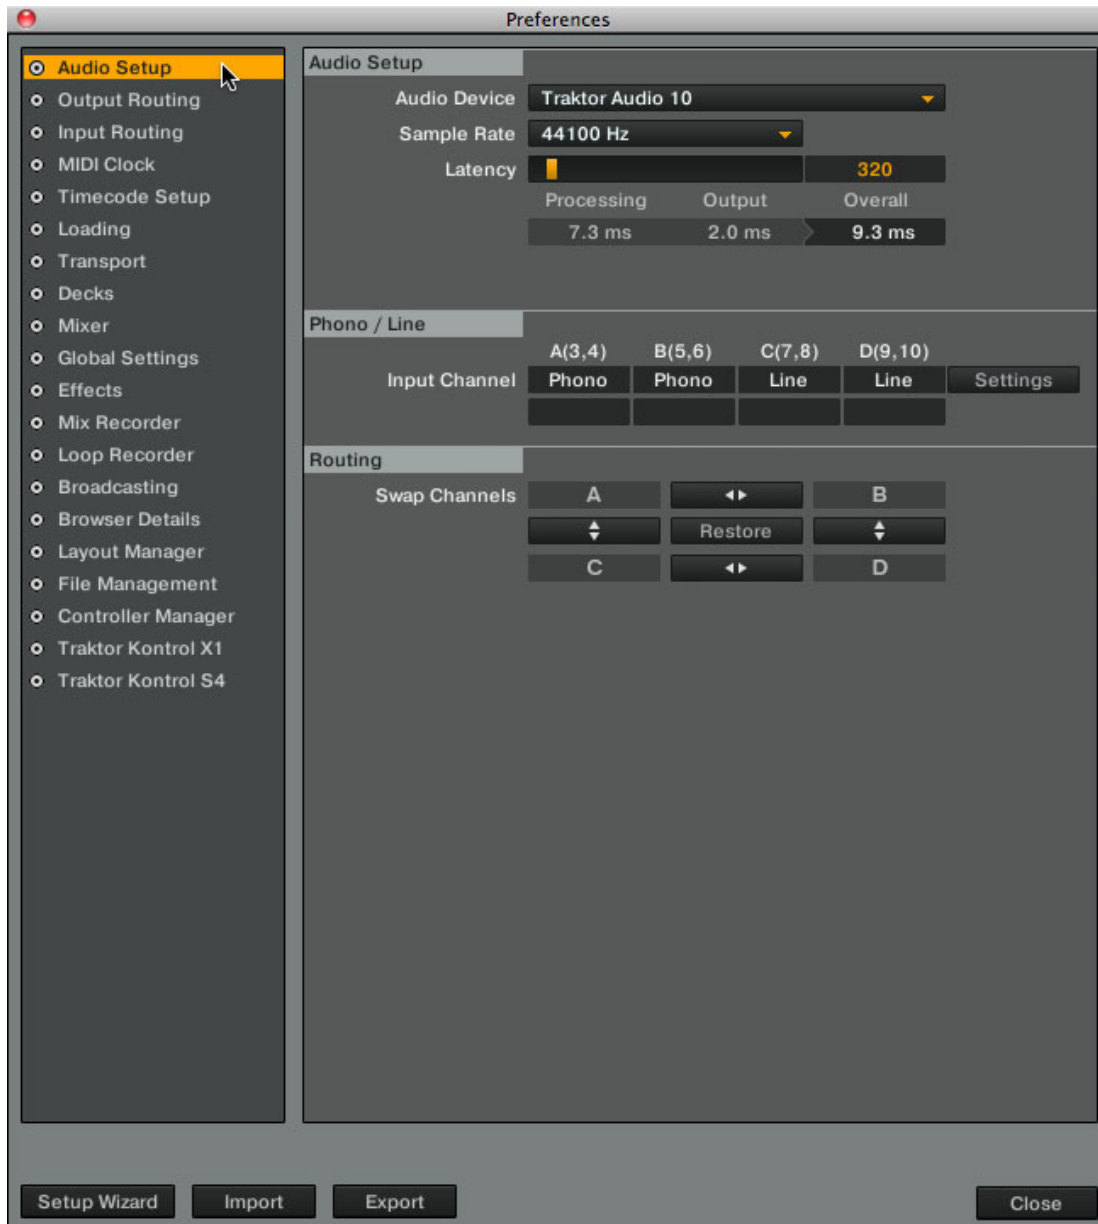 Preferences
Audio Setup
Output Routing
Input Routing
MIDI Clock
Timecode Setup
Loading
Transport
Decks
Mixer
Global Settings
Effects
Mix Recorder
Loop Recorder
Broadcasting
Browser Details
Layout Manager
File Management
Controller Manager
Traktor Kontrol X1
Traktor Kontrol S4
Audio Setup
Audio Device Traktor Audio 10
Sample Rate 44100 Hz
Latency 320
Processing Output Overall
7.3 ms 2.0 ms 9.3 ms
Phono / Line
A(3,4) B(5,6) C(7,8) D(9,10)
Input Channel Phono Phono Line Line Settings
Routing
Swap Channels A B
Restore
C D
Setup Wizard Import Export Close